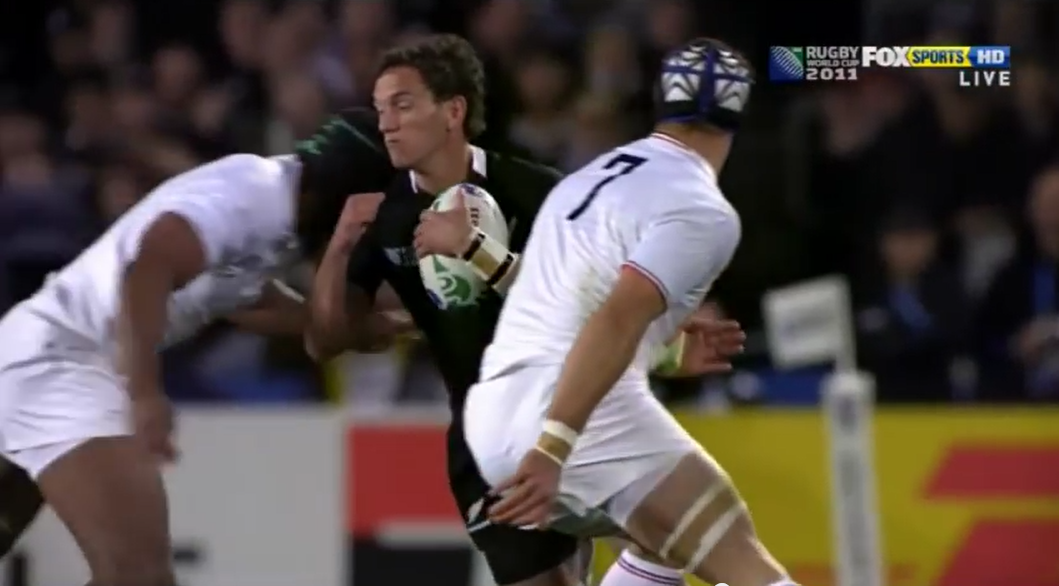 RUGBY
WORLD CUP
2011
FOX SPORTS HD
LIVE
7